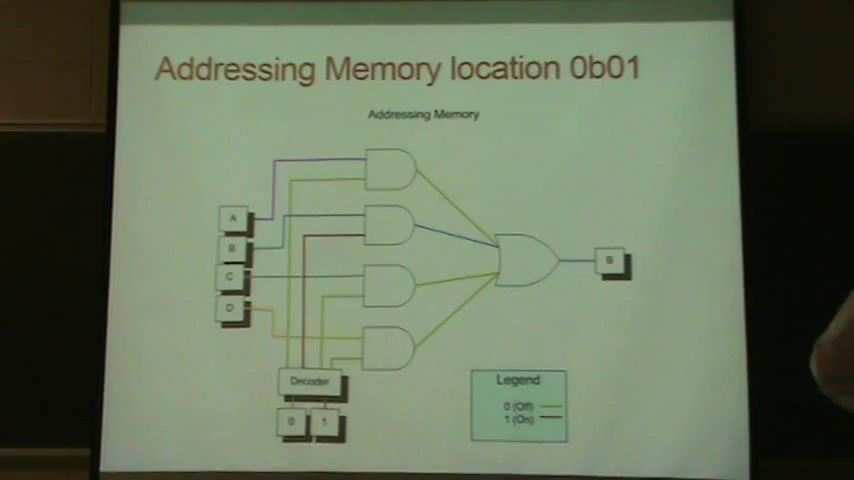 Addressing Memory location 0b01
Addressing Memory
A
B
C
D
B
Decoder
0 1
Legend
0 (Off)
1 (On)